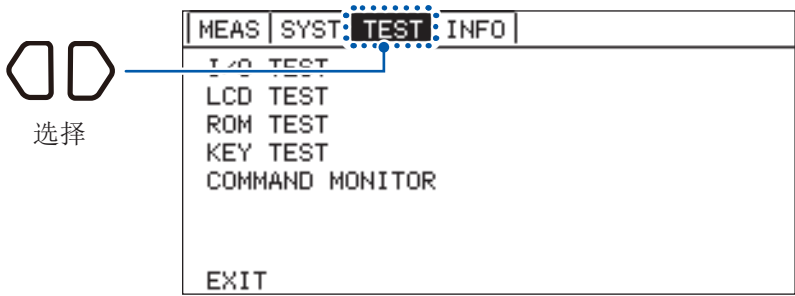 MEAS SYST TEST INFO
I/O TEST
LCD TEST
ROM TEST
KEY TEST
COMMAND MONITOR
EXIT
选择